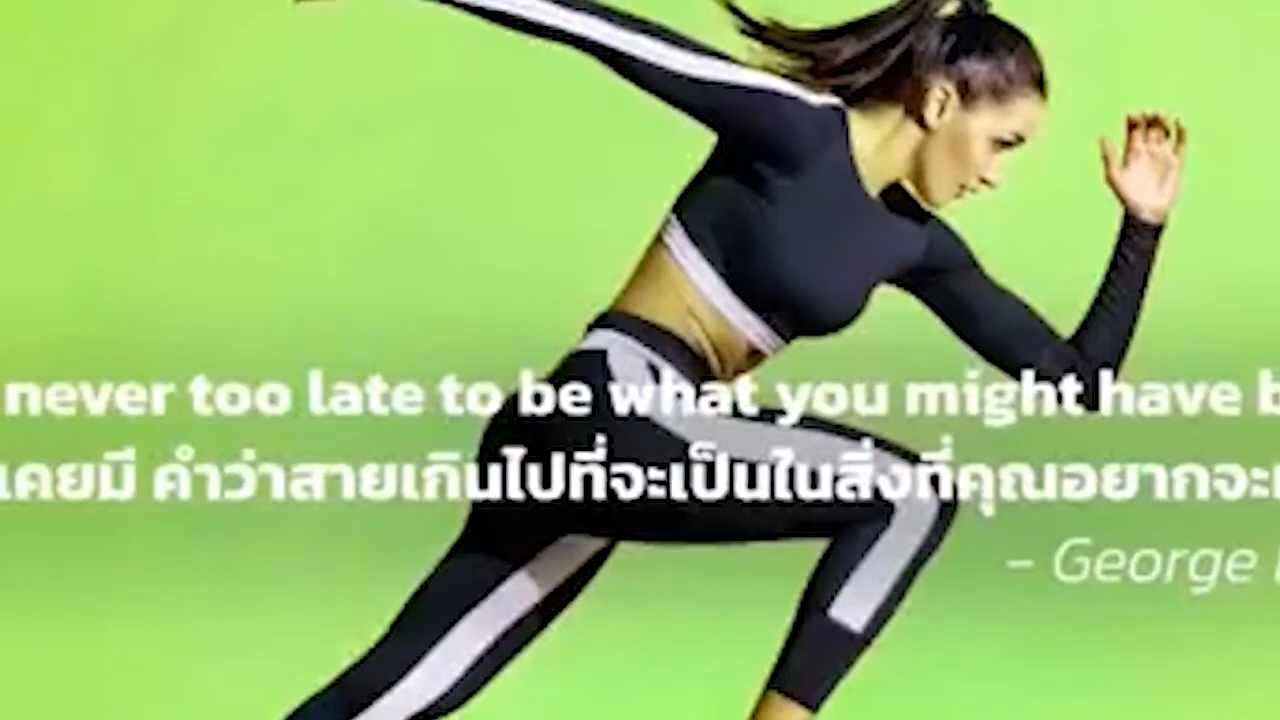 never too late to be what you might have
เคยมี คำว่าสายเกินไปที่จะเป็นในสิ่งที่คุณอยากจะ
– George